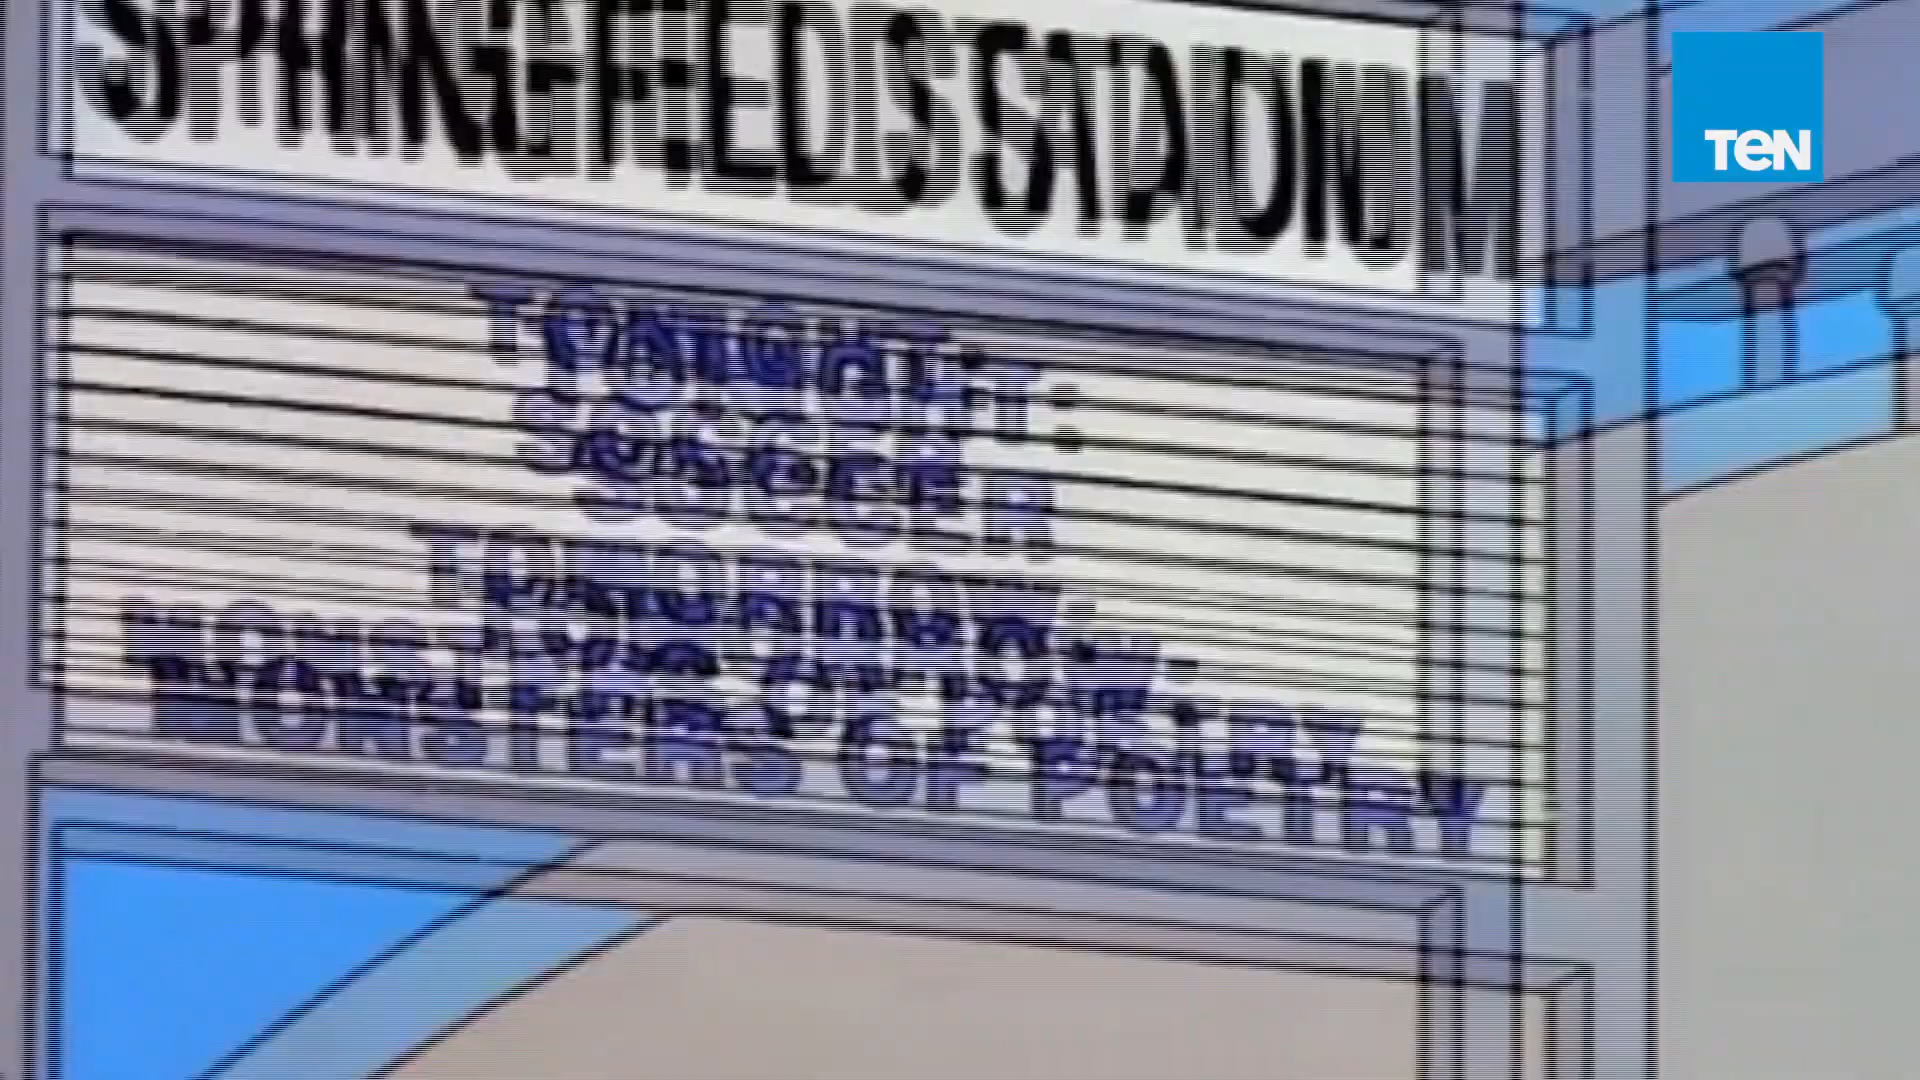 SPRINGFIELD STADIUM
TEN
TONIGHT:
SOCCER
TOMORROW:
MONSTERS OF POETRY